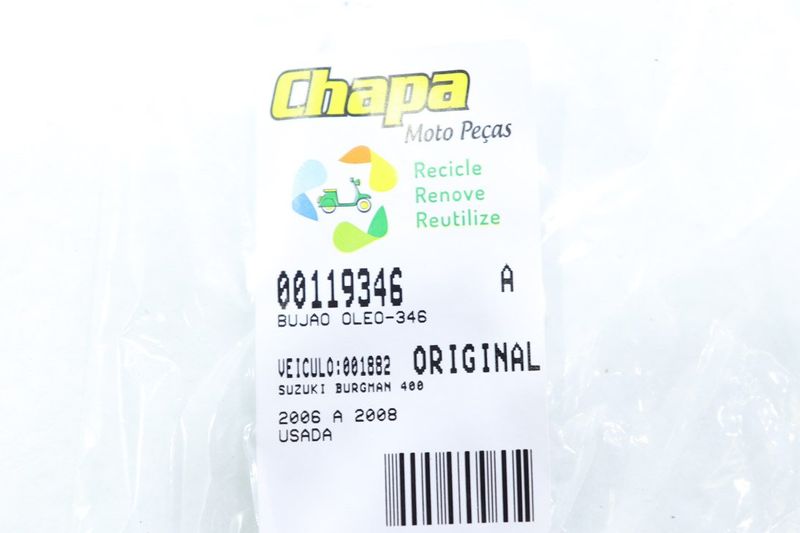 Chapa
Moto Peças
Recicle
Renove
Reutilize
00119346 A
BUJAO OLEO-346
VEICULO:001882 ORIGINAL
SUZUKI BURGMAN 400
2006 A 2008
USADA